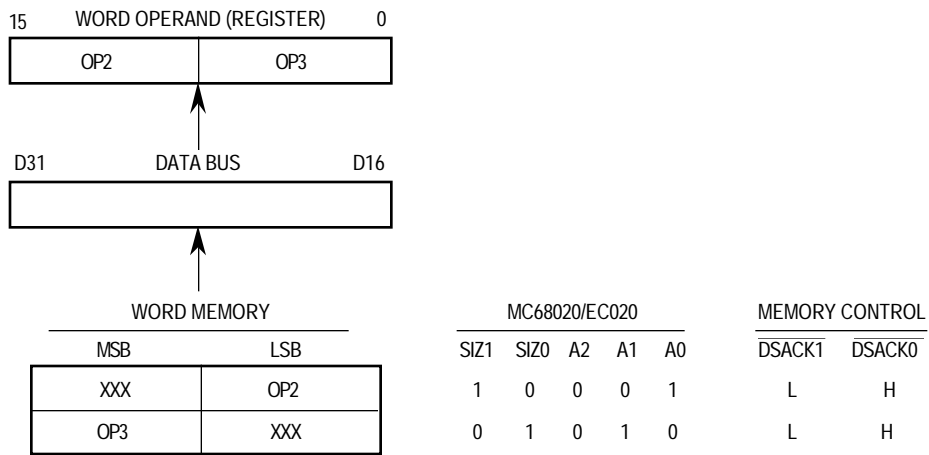 15 WORD OPERAND (REGISTER) 0
OP2 OP3
D31 DATA BUS D16
WORD MEMORY MC68020/EC020 MEMORY CONTROL
MSB LSB SIZ1 SIZ0 A2 A1 A0 DSACK1 DSACK0
XXX OP2 1 0 0 0 1 L H
OP3 XXX 0 1 0 1 0 L H